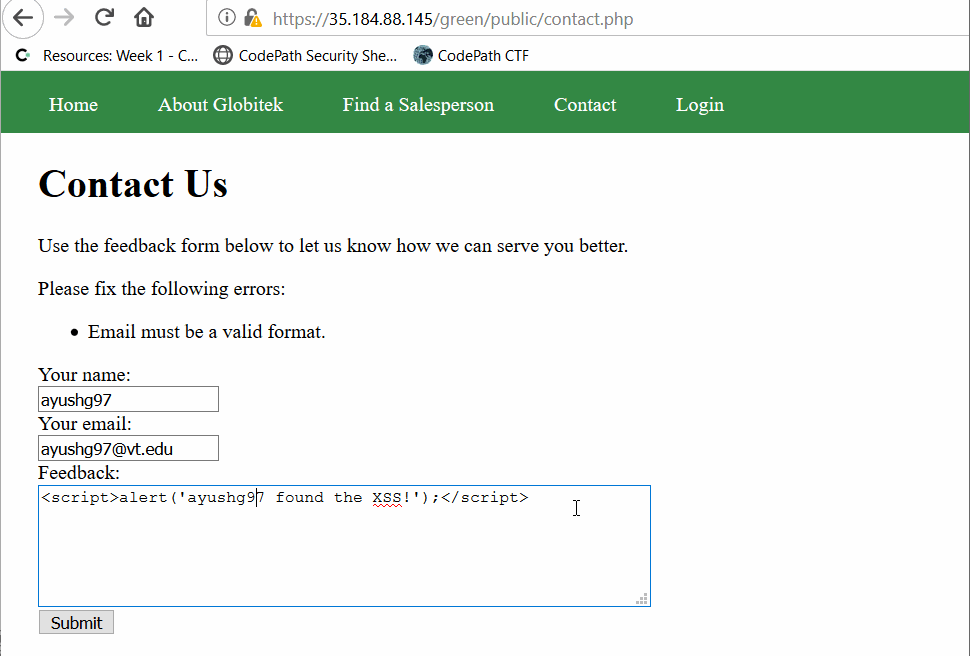 https://35.184.88.145/green/public/contact.php
Resources: Week 1 - C... CodePath Security She... CodePath CTF
Home About Globitek Find a Salesperson Contact Login
Contact Us
Use the feedback form below to let us know how we can serve you better.
Please fix the following errors:
• Email must be a valid format.
Your name:
ayushg97
Your email:
ayushg97@vt.edu
Feedback:
<script>alert('ayushg97 found the XSS!');</script>
Submit